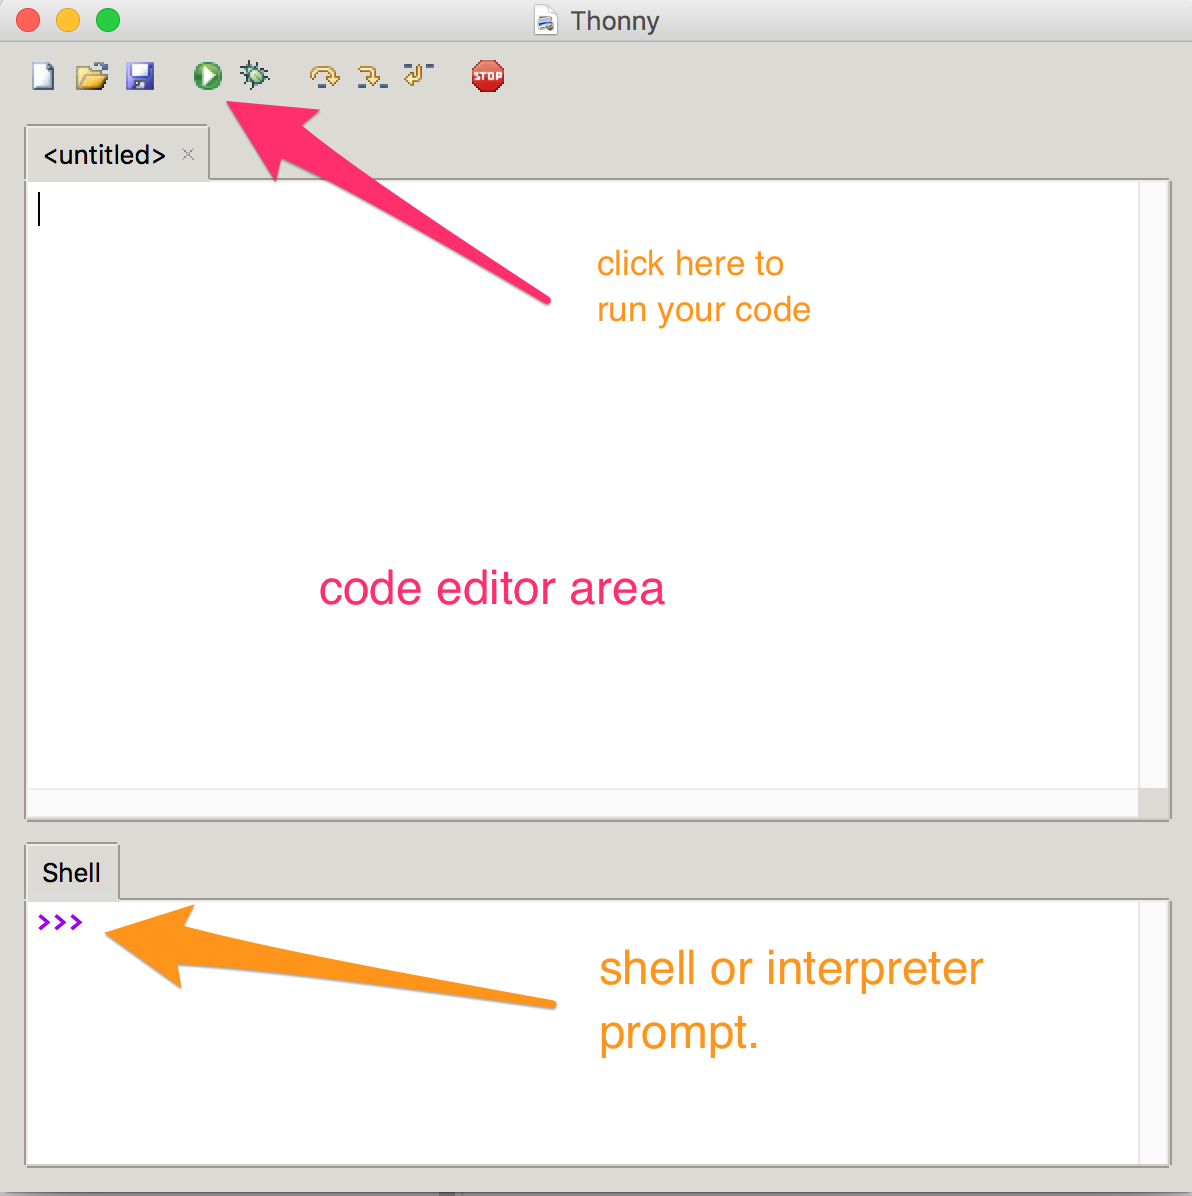 Thonny
STOP
<untitled>
click here to
run your code
code editor area
Shell
>>>
shell or interpreter
prompt.